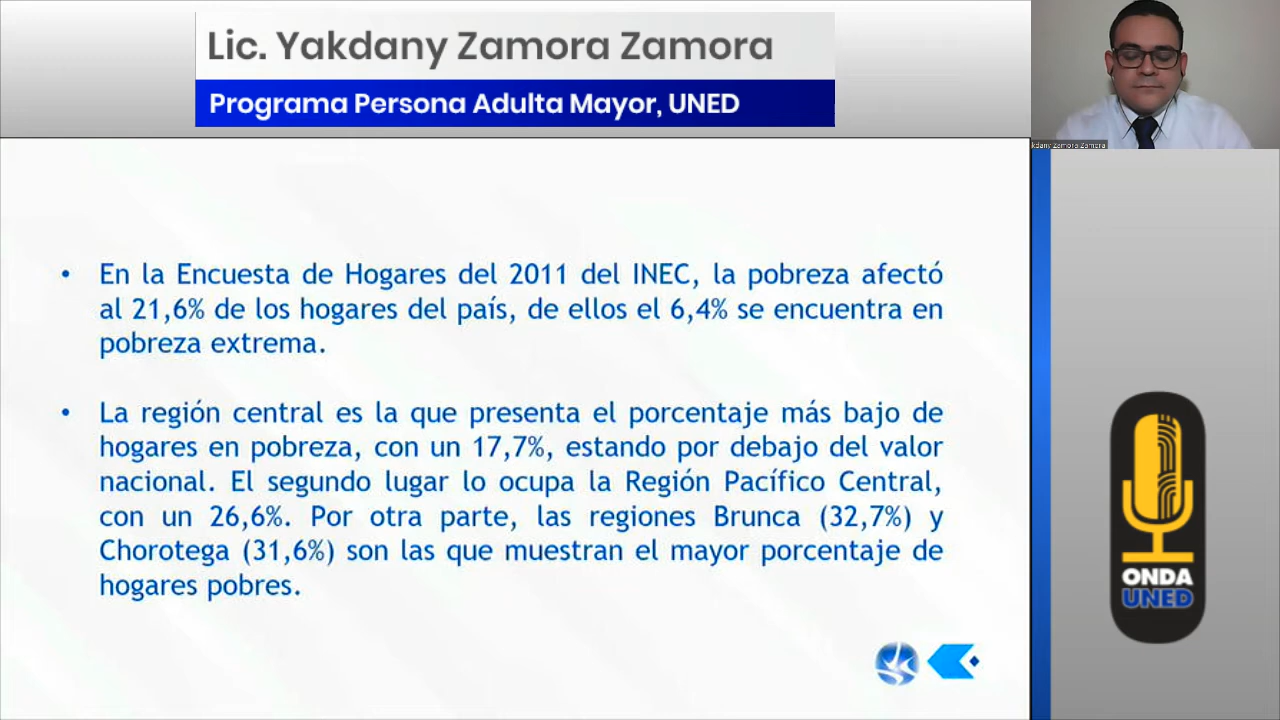 Lic. Yakdany Zamora Zamora
Programa Persona Adulta Mayor, UNED
kdany Zamora Zamora
• En la Encuesta de Hogares del 2011 del INEC, la pobreza afectó
al 21,6% de los hogares del país, de ellos el 6,4% se encuentra en
pobreza extrema.
• La región central es la que presenta el porcentaje más bajo de
hogares en pobreza, con un 17,7%, estando por debajo del valor
nacional. El segundo lugar lo ocupa la Región Pacífico Central,
con un 26,6%. Por otra parte, las regiones Brunca (32,7%) y
Chorotega (31,6%) son las que muestran el mayor porcentaje de
hogares pobres.
ONDA
UNED